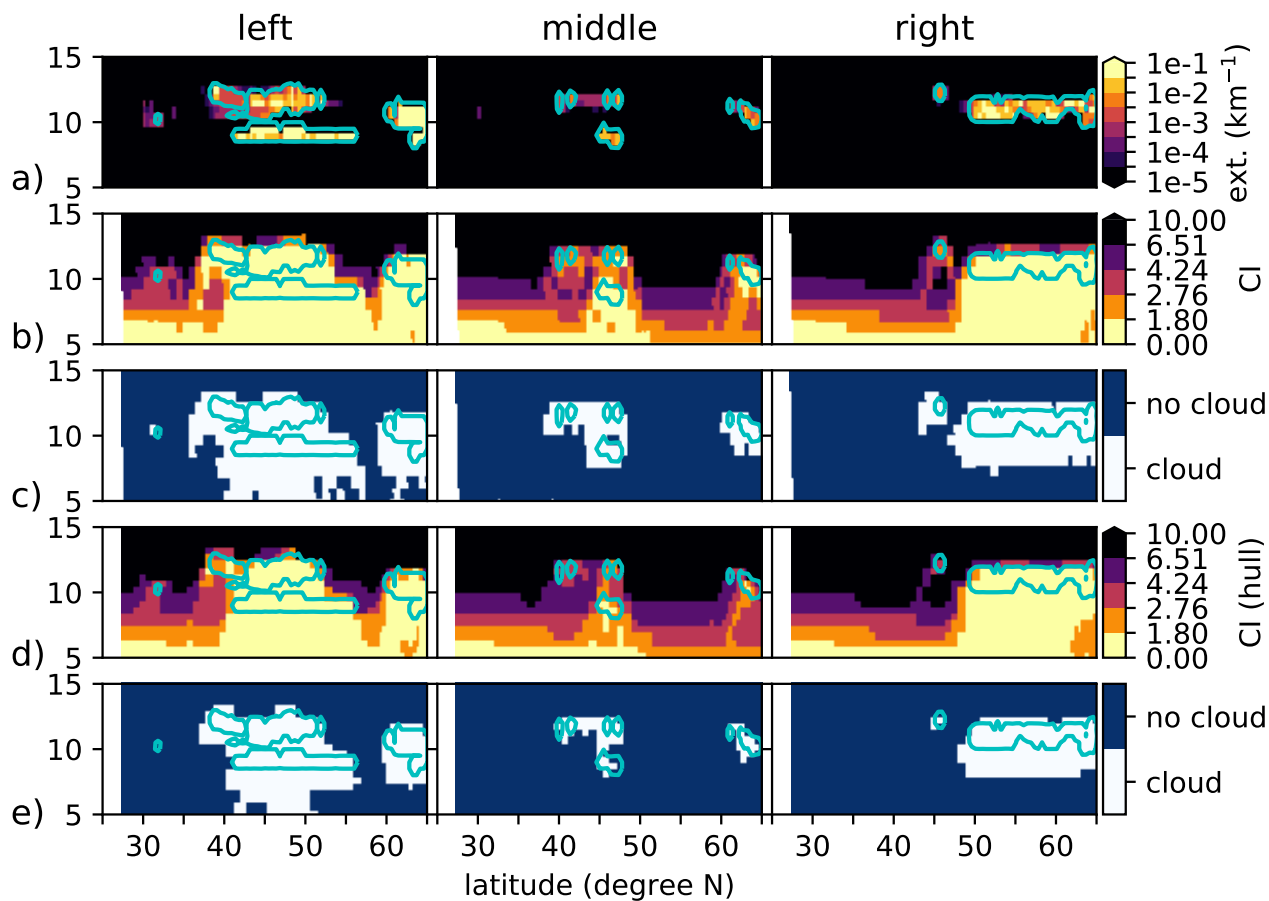 left middle right
15
10
5
a)
1e-1
1e-2
1e-3
1e-4
1e-5
ext. (km−1)
15
10
5
b)
10.00
6.51
4.24
2.76
1.80
0.00
CI
15
10
5
c)
no cloud
cloud
15
10
5
d)
10.00
6.51
4.24
2.76
1.80
0.00
CI (hull)
15
10
5
e)
no cloud
cloud
30 40 50 60 30 40 50 60 30 40 50 60
latitude (degree N)